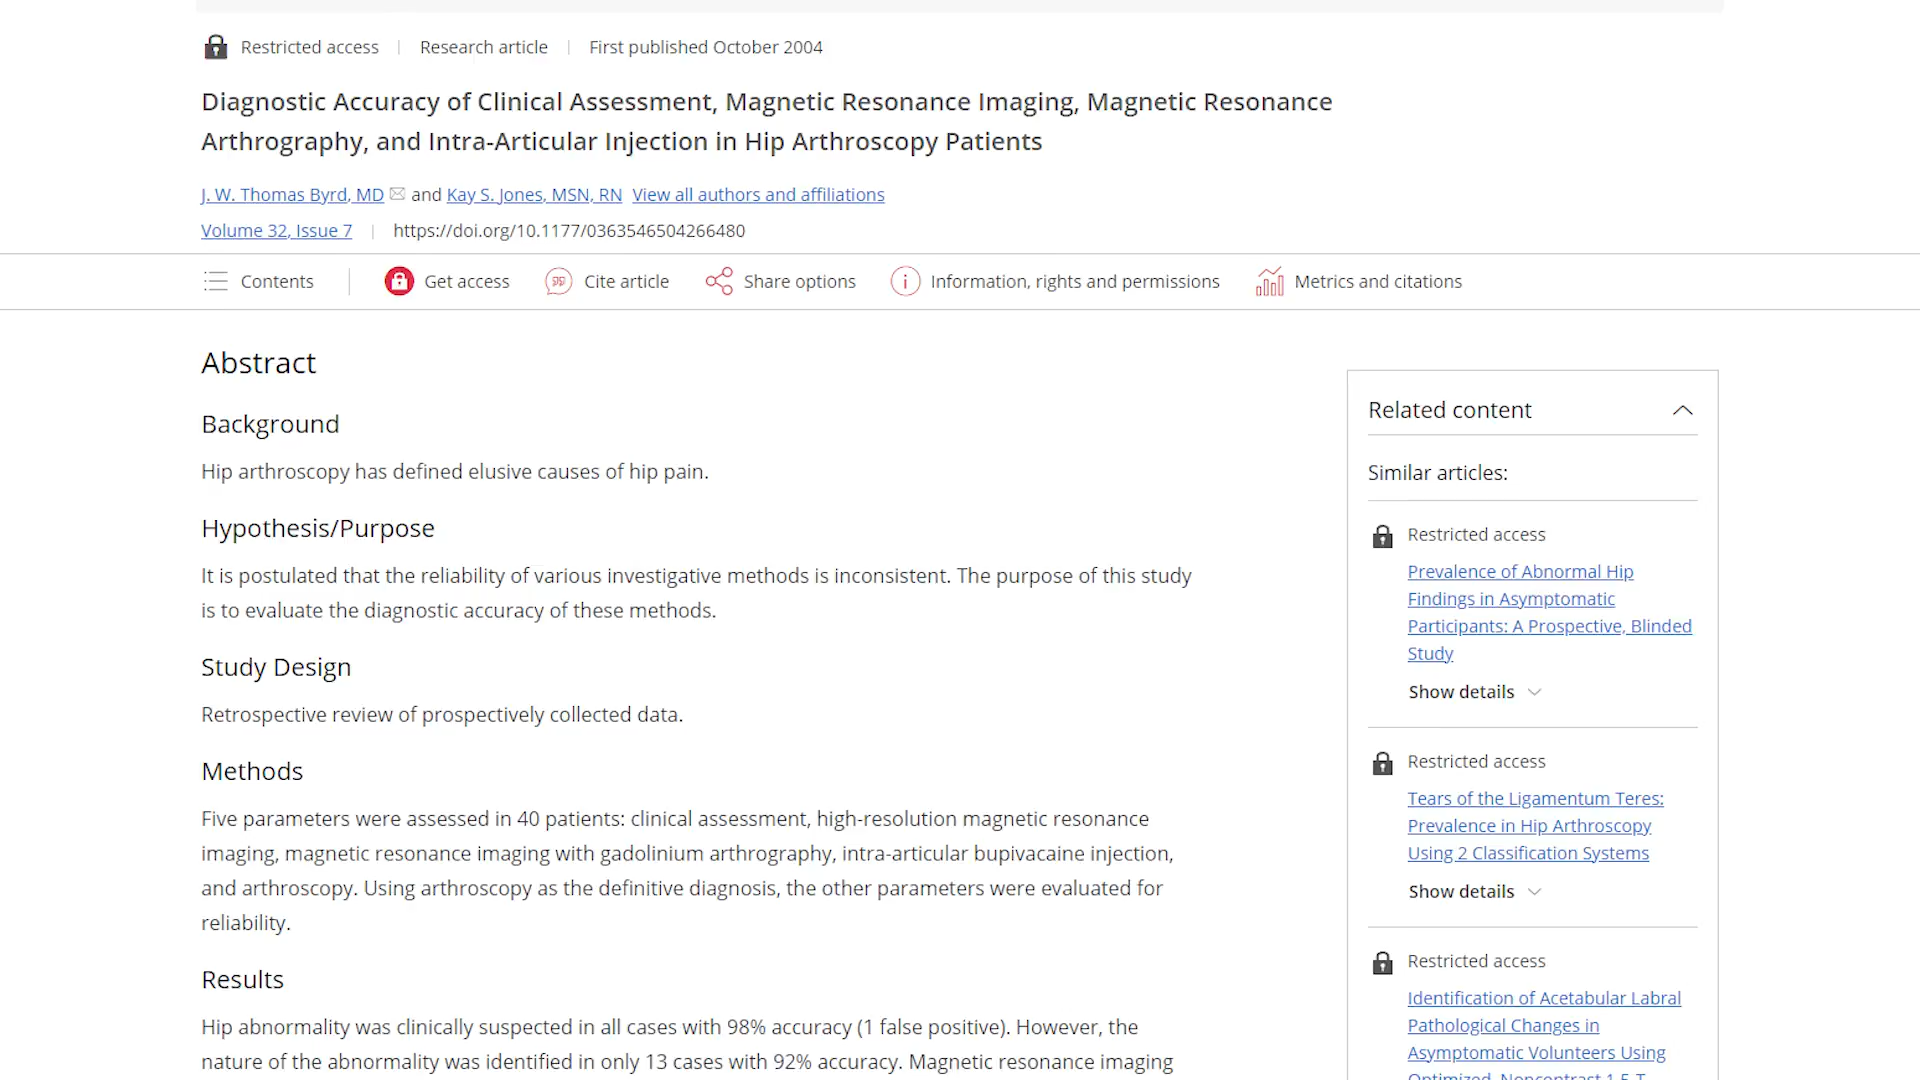 Restricted access | Research article | First published October 2004
Diagnostic Accuracy of Clinical Assessment, Magnetic Resonance Imaging, Magnetic Resonance
Arthrography, and Intra-Articular Injection in Hip Arthroscopy Patients
J. W. Thomas Byrd, MD and Kay S. Jones, MSN, RN View all authors and affiliations
Volume 32, Issue 7 | https://doi.org/10.1177/0363546504266480
Contents | Get access Cite article Share options Information, rights and permissions Metrics and citations
Abstract
Background
Hip arthroscopy has defined elusive causes of hip pain.
Hypothesis/Purpose
It is postulated that the reliability of various investigative methods is inconsistent. The purpose of this study
is to evaluate the diagnostic accuracy of these methods.
Study Design
Retrospective review of prospectively collected data.
Methods
Five parameters were assessed in 40 patients: clinical assessment, high-resolution magnetic resonance
imaging, magnetic resonance imaging with gadolinium arthrography, intra-articular bupivacaine injection,
and arthroscopy. Using arthroscopy as the definitive diagnosis, the other parameters were evaluated for
reliability.
Results
Hip abnormality was clinically suspected in all cases with 98% accuracy (1 false positive). However, the
nature of the abnormality was identified in only 13 cases with 92% accuracy. Magnetic resonance imaging
Related content
Similar articles:
Restricted access
Prevalence of Abnormal Hip
Findings in Asymptomatic
Participants: A Prospective, Blinded
Study
Show details
Restricted access
Tears of the Ligamentum Teres:
Prevalence in Hip Arthroscopy
Using 2 Classification Systems
Show details
Restricted access
Identification of Acetabular Labral
Pathological Changes in
Asymptomatic Volunteers Using
Optimized, Noncontrast 1.5-T